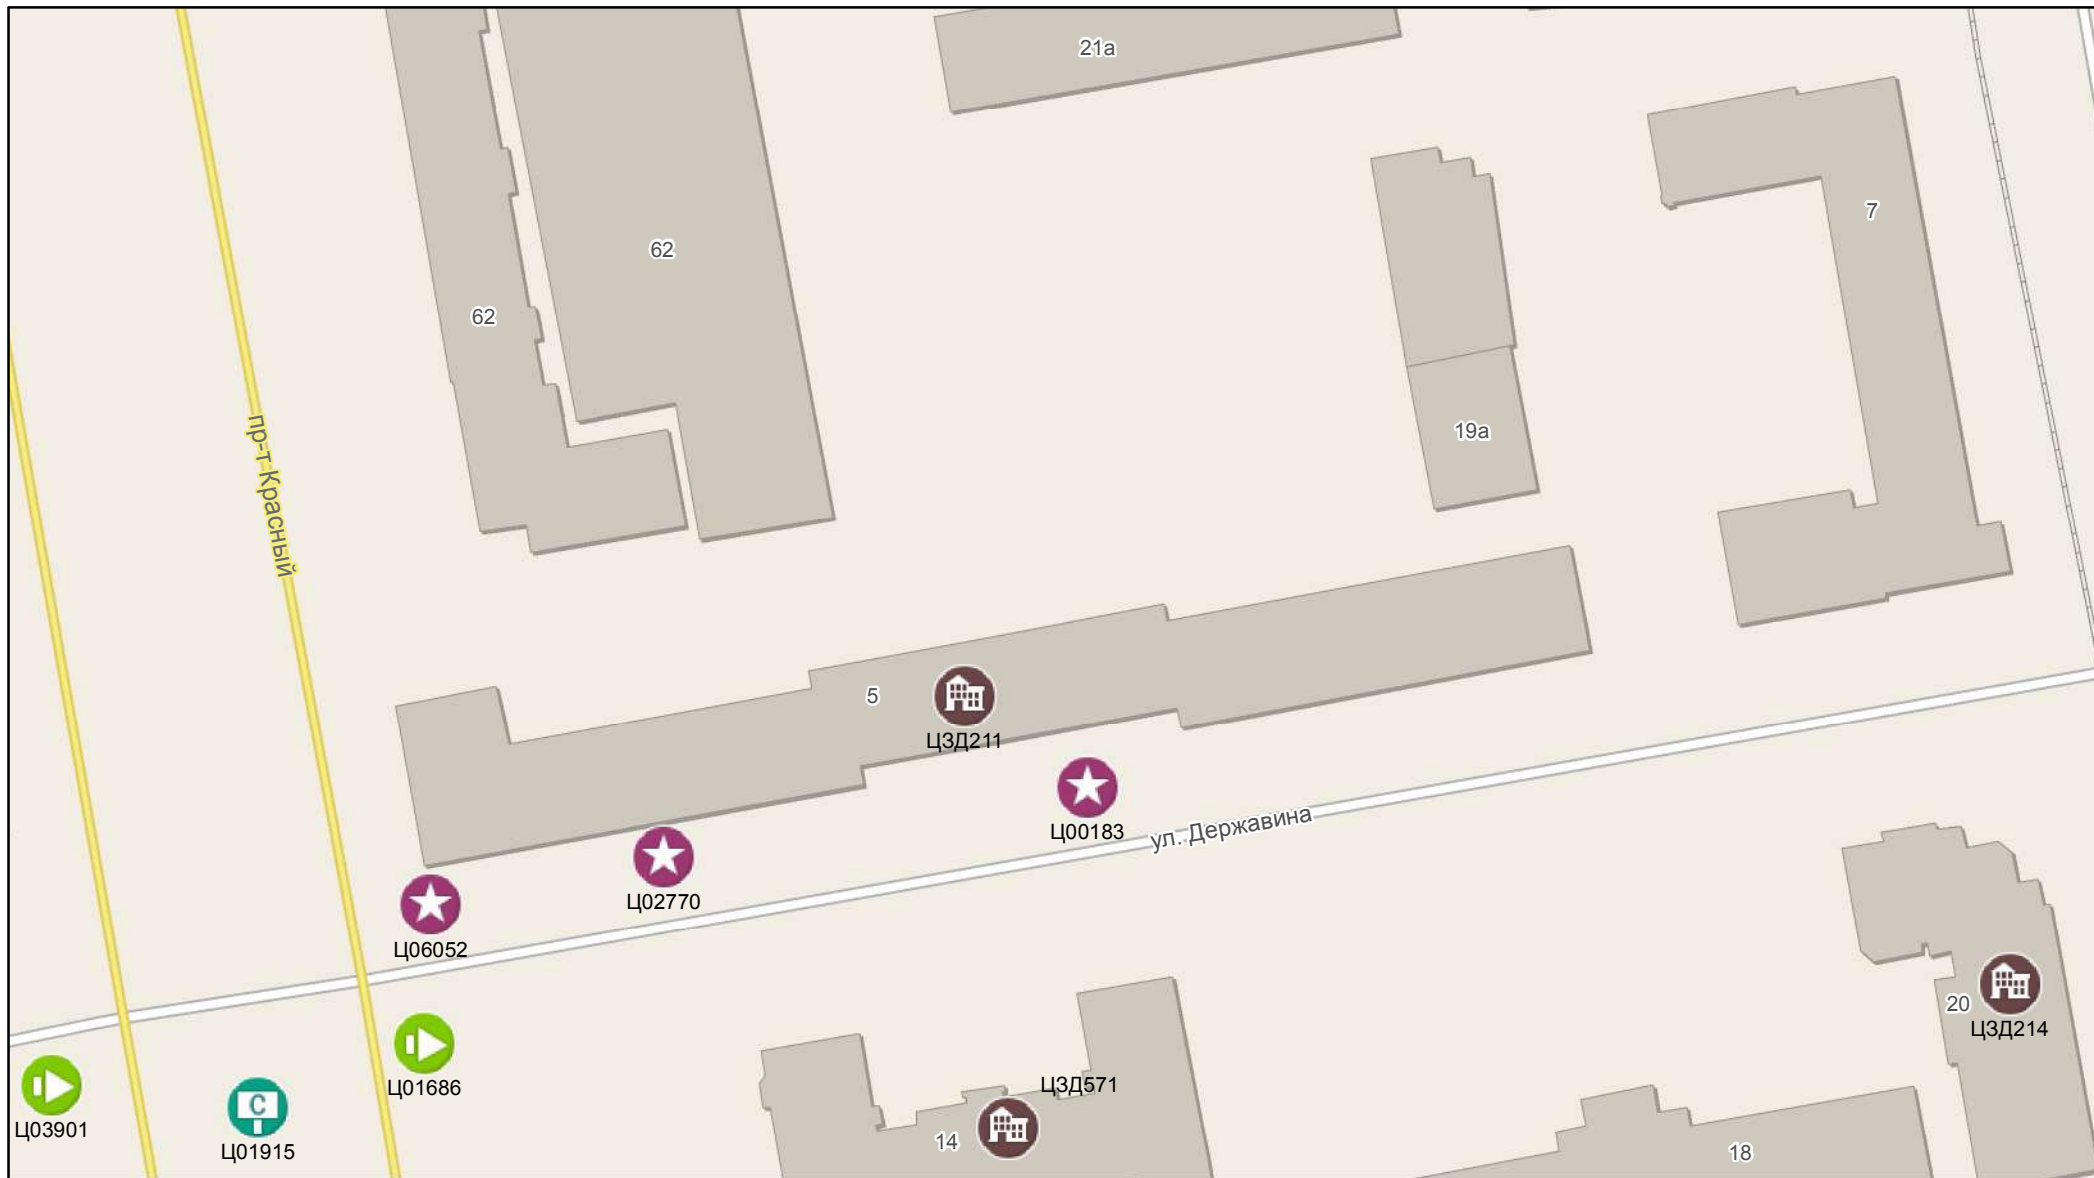 21а
7
62
62
пр-т Красный
19а
5
ЦЗД211
Ц00183
ул. Державина
Ц02770
Ц06052
20
ЦЗД214
Ц01686
ЦЗД571
Ц03901
Ц01915
14
18